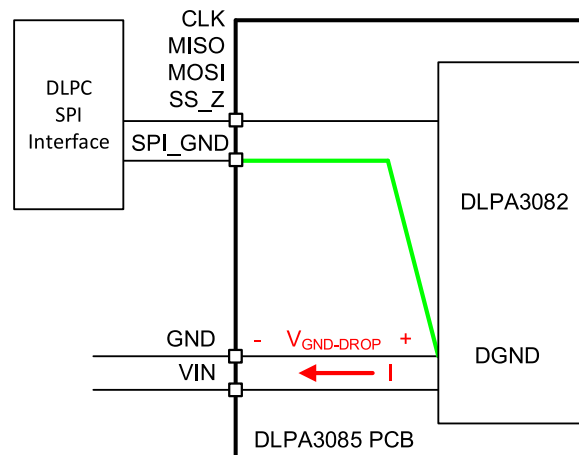 CLK
MISO
MOSI
SS_Z
DLPC
SPI
Interface
SPI_GND
DLPA3082
GND
- VGND-DROP +
DGND
VIN
I
DLPA3085 PCB